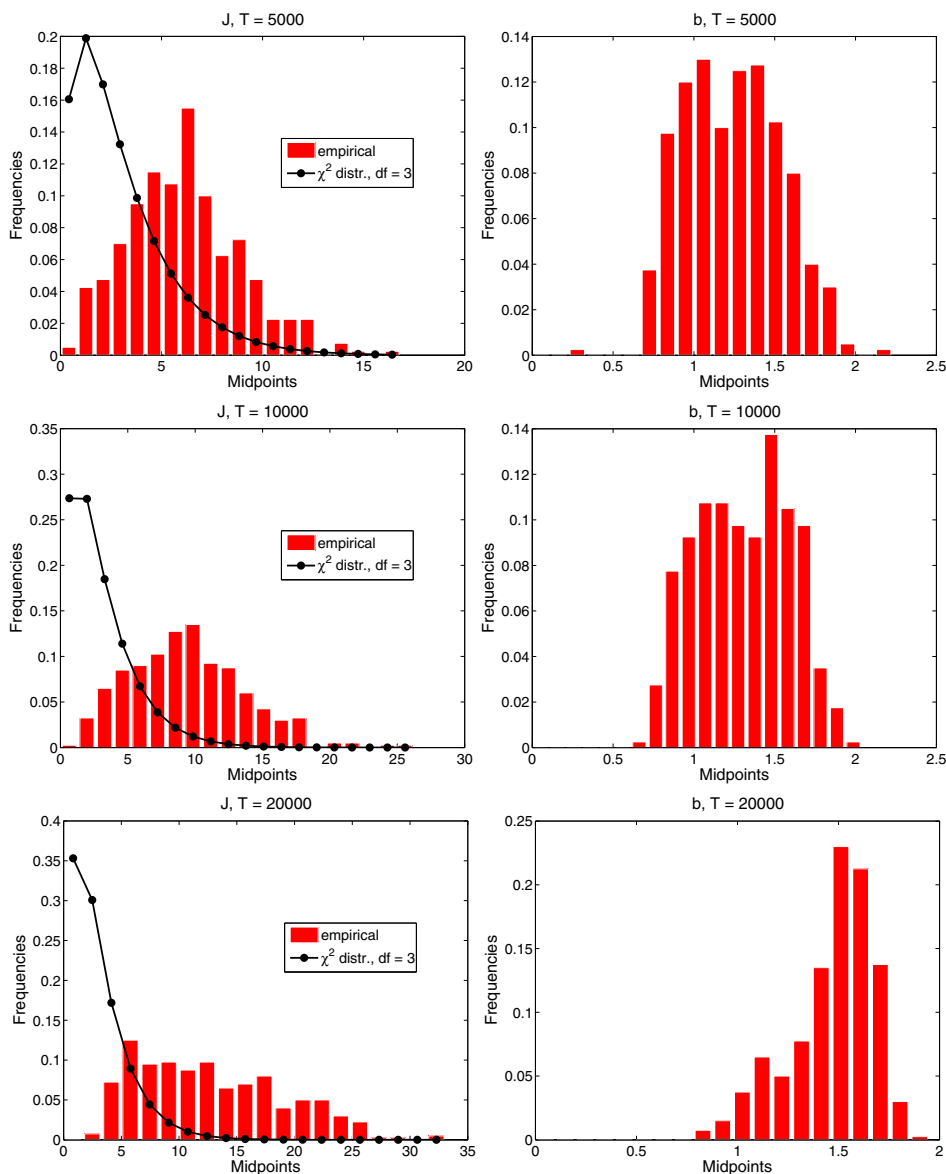 J, T = 5000
0.2
0.18
0.16
0.14
0.12
0.1
0.08
0.06
0.04
0.02
0
Frequencies
empirical
χ² distr., df = 3
0 5 10 15 20
Midpoints
b, T = 5000
0.14
0.12
0.1
0.08
0.06
0.04
0.02
0
Frequencies
0 0.5 1 1.5 2 2.5
Midpoints
J, T = 10000
0.35
0.3
0.25
0.2
0.15
0.1
0.05
0
Frequencies
empirical
χ² distr., df = 3
0 5 10 15 20 25 30
Midpoints
b, T = 10000
0.14
0.12
0.1
0.08
0.06
0.04
0.02
0
Frequencies
0 0.5 1 1.5 2 2.5
Midpoints
J, T = 20000
0.4
0.35
0.3
0.25
0.2
0.15
0.1
0.05
0
Frequencies
empirical
χ² distr., df = 3
0 5 10 15 20 25 30 35
Midpoints
b, T = 20000
0.25
0.2
0.15
0.1
0.05
0
Frequencies
0 0.5 1 1.5 2
Midpoints